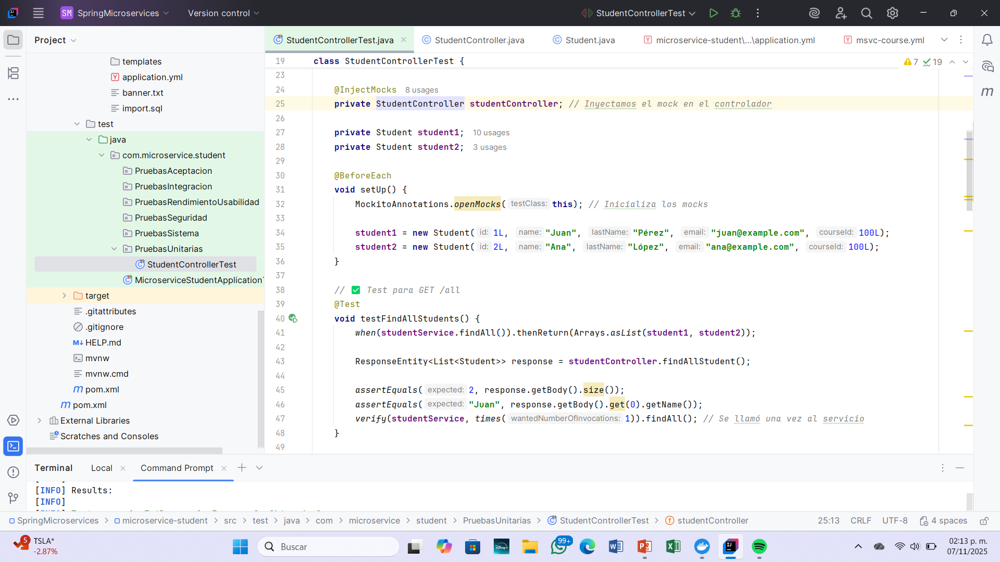 SM SpringMicroservices Version control StudentControllerTest
Project
StudentControllerTest.java StudentController.java Student.java microservice-student\...\application.yml msvc-course.yml
templates
application.yml
banner.txt
import.sql
test
java
com.microservice.student
PruebasAceptacion
PruebasIntegracion
PruebasRendimientoUsabilidad
PruebasSeguridad
PruebasSistema
PruebasUnitarias
StudentControllerTest
MicroserviceStudentApplication
target
.gitattributes
.gitignore
M↓ HELP.md
mvnw
mvnw.cmd
m pom.xml
m pom.xml
External Libraries
Scratches and Consoles
19 class StudentControllerTest { 7 19
23
24 @InjectMocks 8 usages
25 private StudentController studentController; // Inyectamos el mock en el controlador
26
27 private Student student1; 10 usages
28 private Student student2; 3 usages
29
30 @BeforeEach
31 void setUp() {
32 MockitoAnnotations.openMocks( testClass: this); // Inicializa los mocks
33
34 student1 = new Student( id: 1L, name: "Juan", lastName: "Pérez", email: "juan@example.com", courseId: 100L);
35 student2 = new Student( id: 2L, name: "Ana", lastName: "López", email: "ana@example.com", courseId: 100L);
36 }
37
38 // ✅ Test para GET /all
39 @Test
40 void testFindAllStudents() {
41 when(studentService.findAll()).thenReturn(Arrays.asList(student1, student2));
42
43 ResponseEntity<List<Student>> response = studentController.findAllStudent();
44
45 assertEquals( expected: 2, response.getBody().size());
46 assertEquals( expected: "Juan", response.getBody().get(0).getName());
47 verify(studentService, times( wantedNumberOfInvocations: 1)).findAll(); // Se llamó una vez al servicio
48 }
49
m
Terminal Local Command Prompt
[INFO] Results:
[INFO]
SpringMicroservices > microservice-student > src > test > java > com > microservice > student > PruebasUnitarias > StudentControllerTest > studentController 25:13 CRLF UTF-8 4 spaces
5 TSLA*
-2.87%
Buscar
99+
02:13 p. m.
07/11/2025